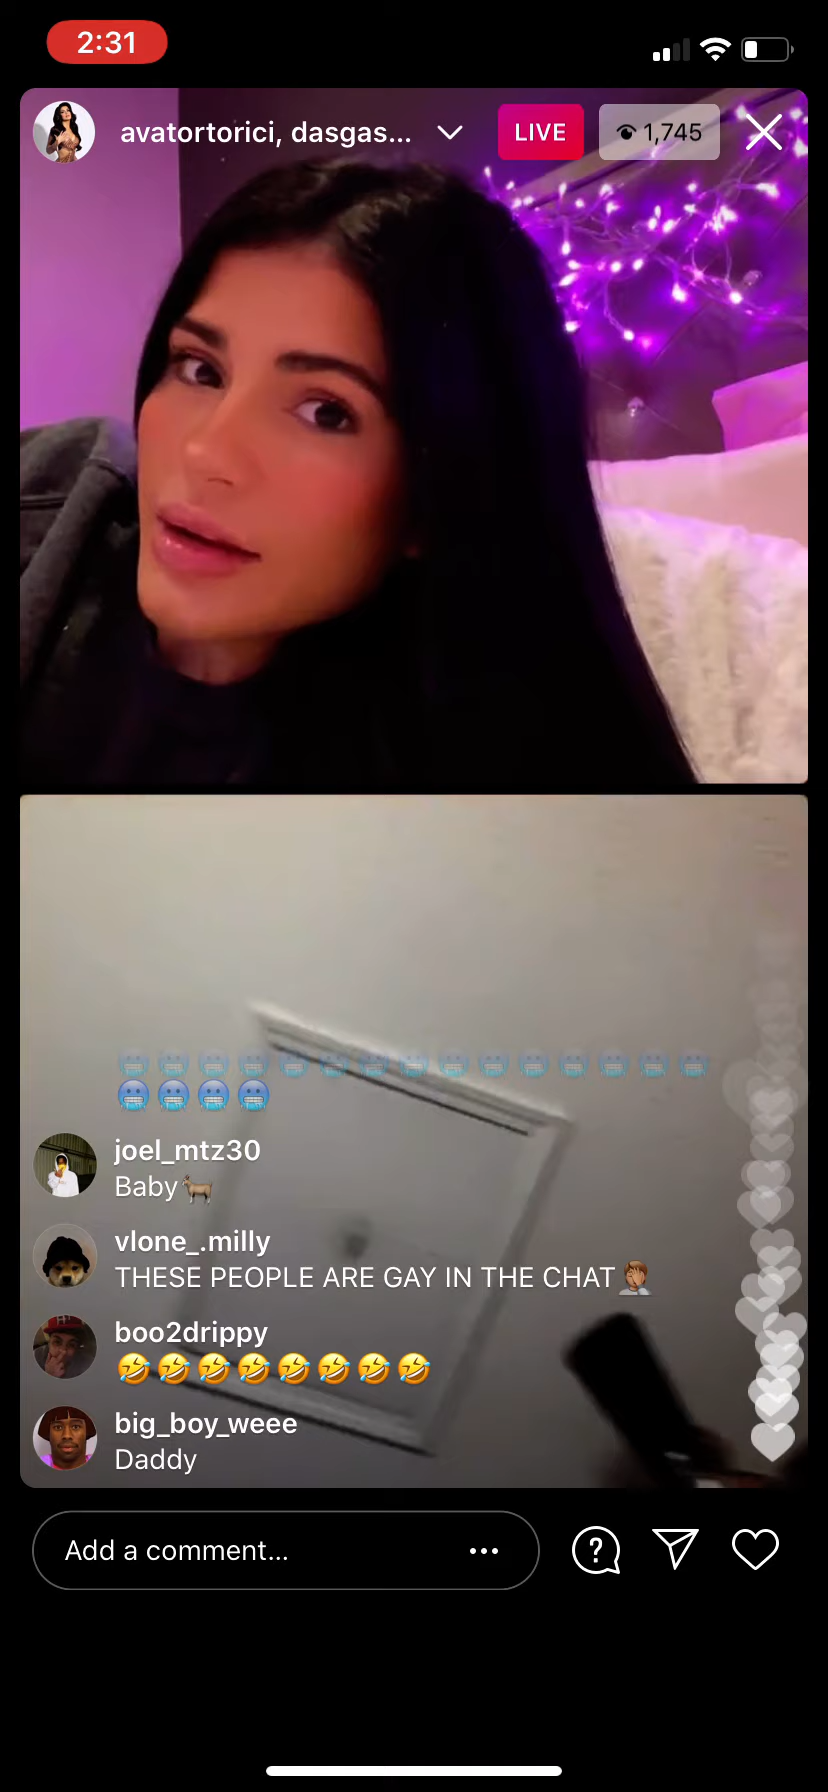 2:31
avatortorici, dasgas...
LIVE
1,745
🥶🥶🥶🥶🥶🥶🥶🥶🥶🥶🥶🥶🥶🥶🥶
🥶🥶🥶🥶
joel_mtz30
Baby🐐
vlone_.milly
THESE PEOPLE ARE GAY IN THE CHAT🤦🏽‍♂️
boo2drippy
🤣🤣🤣🤣🤣🤣🤣🤣
big_boy_weee
Daddy
Add a comment...